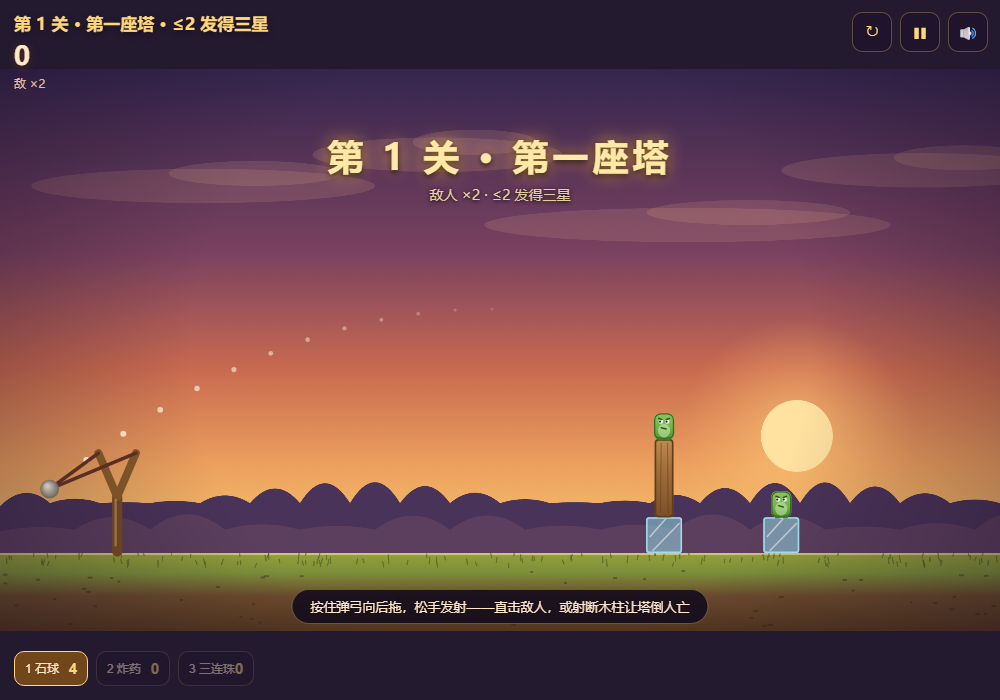 第 1 关 · 第一座塔 · ≤2 发得三星
0
敌 ×2
第 1 关 · 第一座塔
敌人 ×2 · ≤2 发得三星
按住弹弓向后拖，松手发射——直击敌人，或射断木柱让塔倒人亡
1 石球 4
2 炸药 0
3 三连珠0